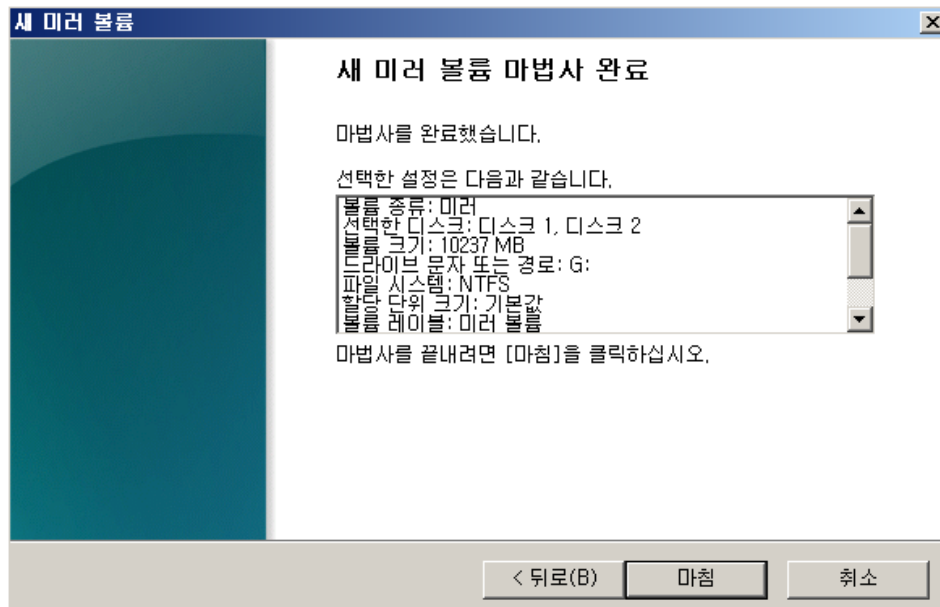 새 미러 볼륨
새 미러 볼륨 마법사 완료
마법사를 완료했습니다.
선택한 설정은 다음과 같습니다.
볼륨 종류: 미러
선택한 디스크: 디스크 1, 디스크 2
볼륨 크기: 10237 MB
드라이브 문자 또는 경로: G:
파일 시스템: NTFS
할당 단위 크기: 기본값
볼륨 레이블: 미러 볼륨
마법사를 끝내려면 [마침]을 클릭하십시오.
< 뒤로(B)
마침
취소